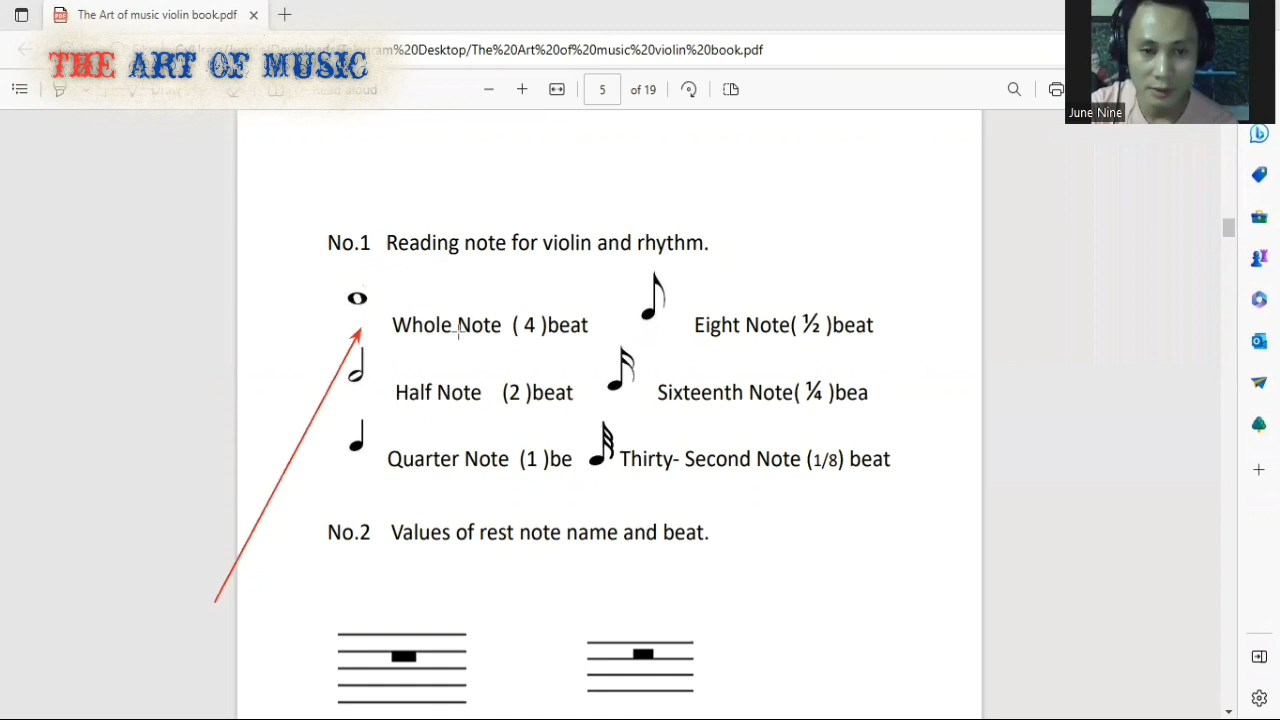 The Art of music violin book.pdf
THE ART OF MUSIC
Desktop/The%20Art%20of%20music%20violin%20book.pdf
Read aloud
5 of 19
June Nine
No.1 Reading note for violin and rhythm.
Whole Note ( 4 )beat
Eight Note( ½ )beat
Half Note (2 )beat
Sixteenth Note( ¼ )bea
Quarter Note (1 )be
Thirty- Second Note (1/8) beat
No.2 Values of rest note name and beat.